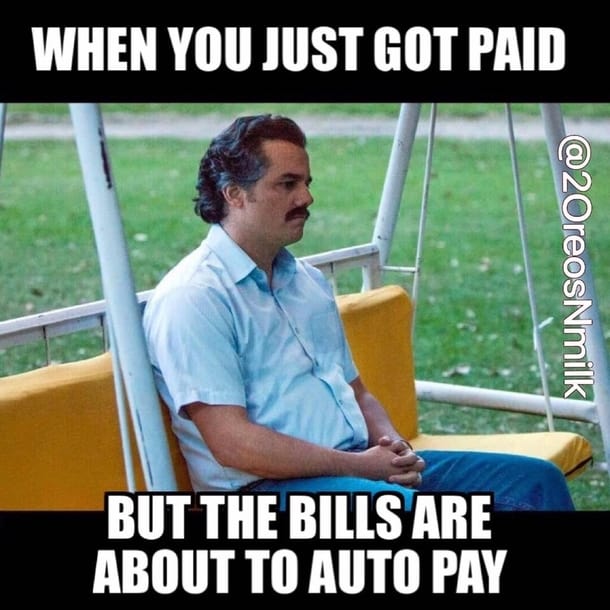 WHEN YOU JUST GOT PAID
@2OreosNmilk
BUT THE BILLS ARE
ABOUT TO AUTO PAY